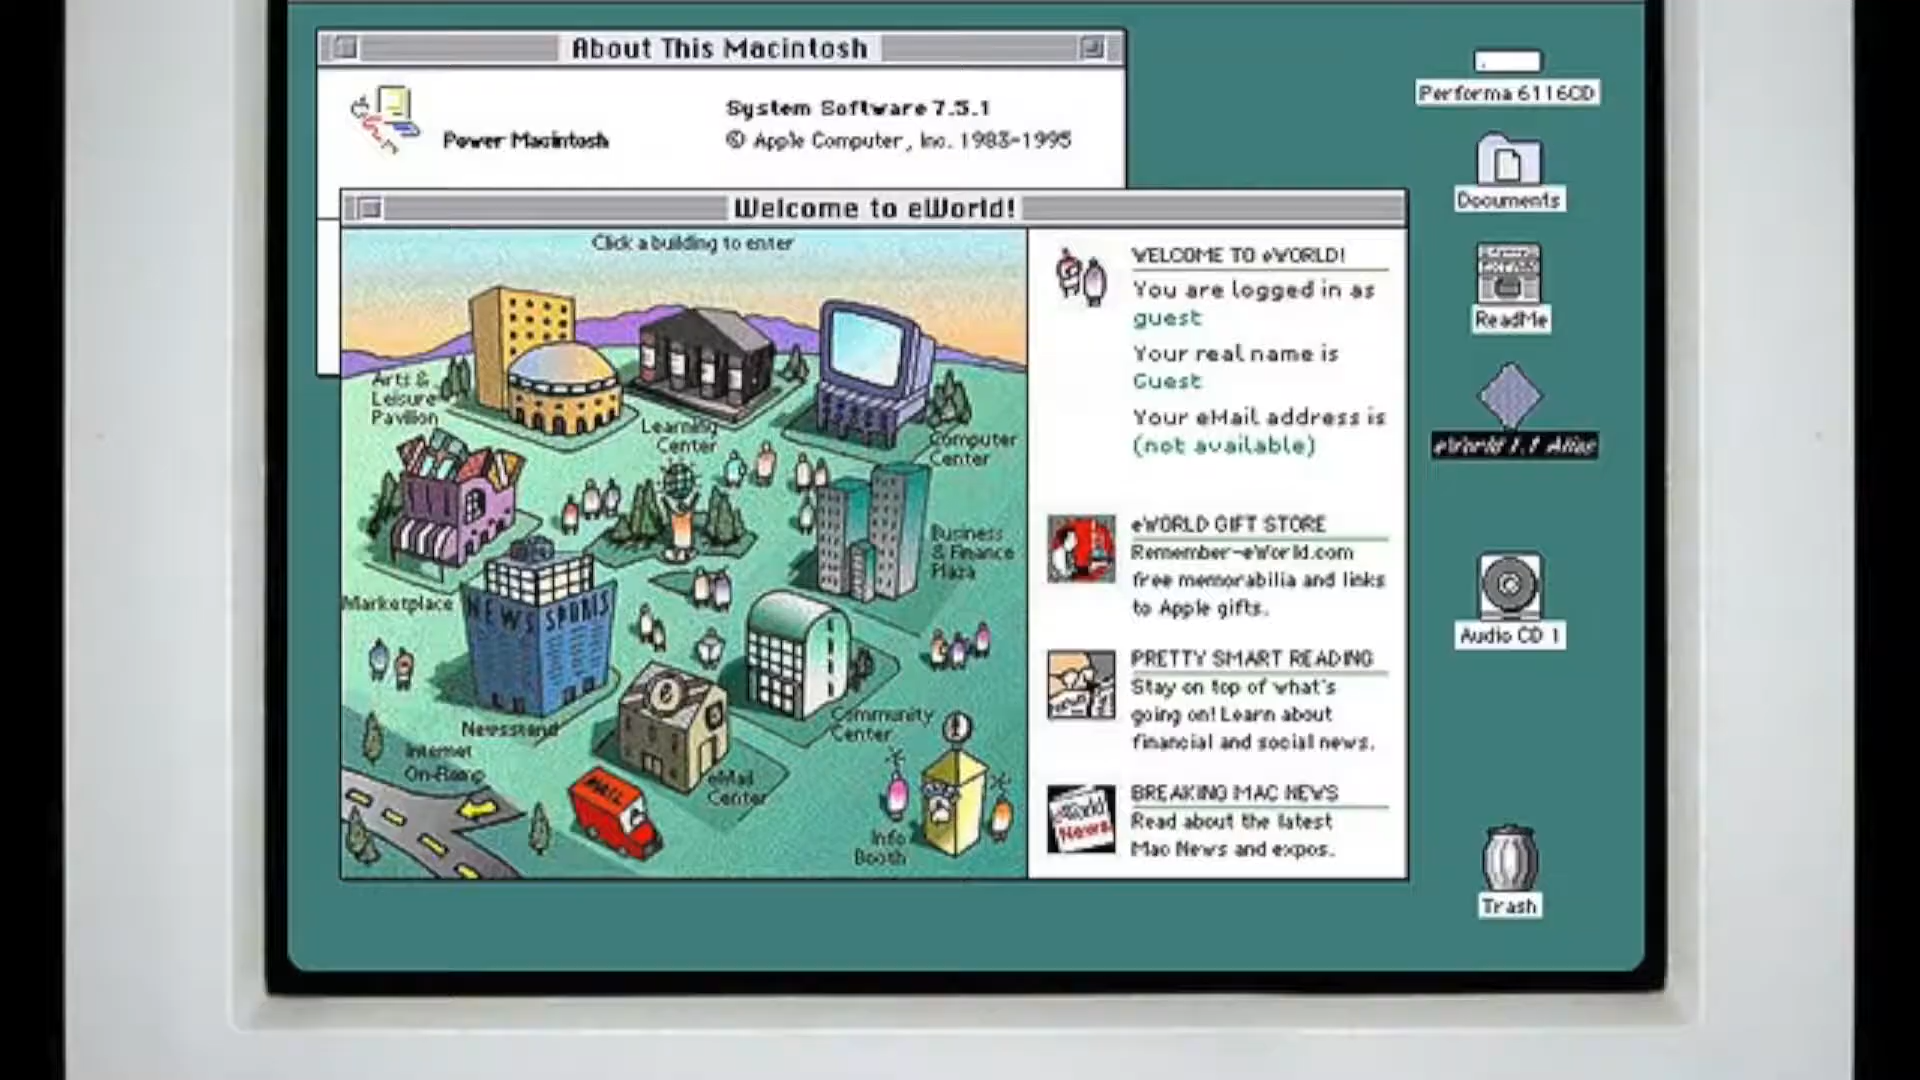 About This Macintosh
System Software 7.5.1
Power Macintosh
© Apple Computer, Inc. 1983-1995
Welcome to eWorld!
Click a building to enter
Arts &
Leisure
Pavilion
Learning
Center
Computer
Center
Business
& Finance
Plaza
Marketplace
NEWS SPORTS
Newsstand
Community
Center
Internet
On-Ramp
eMail
Center
MAIL
Info
Booth
WELCOME TO eWORLD!
You are logged in as
guest
Your real name is
Guest
Your eMail address is
(not available)
eWORLD GIFT STORE
Remember-eWorld.com
free memorabilia and links
to Apple gifts.
PRETTY SMART READING
Stay on top of what's
going on! Learn about
financial and social news.
eWorld
News
BREAKING MAC NEWS
Read about the latest
Mac News and expos.
Performa 6116CD
Documents
ReadMe
eWorld 1.1 Alias
Audio CD 1
Trash